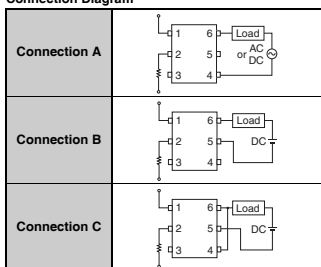 Connection Diagram
Connection A
1 6 Load
2 5 or AC DC
3 4
Connection B
1 6 Load
2 5 DC
3 4
Connection C
1 6 Load
2 5 DC
3 4